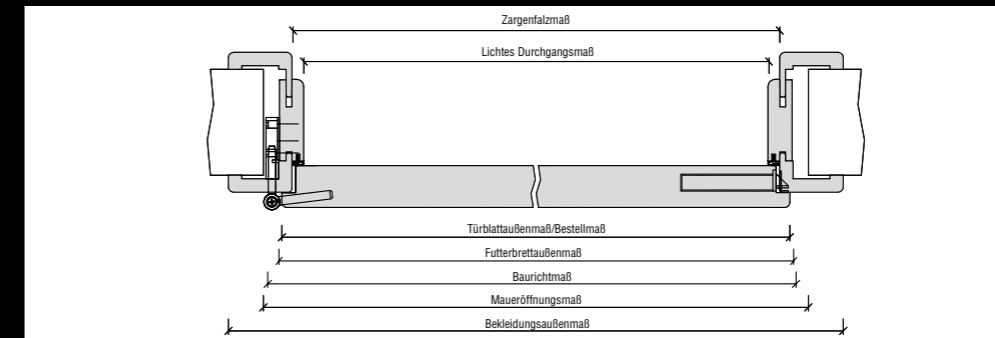 Zargenfalzmaß
Lichtes Durchgangsmaß
Türblattaußenmaß/Bestellmaß
Futterbrettaußenmaß
Baurichtmaß
Maueröffnungsmaß
Bekleidungsaußenmaß